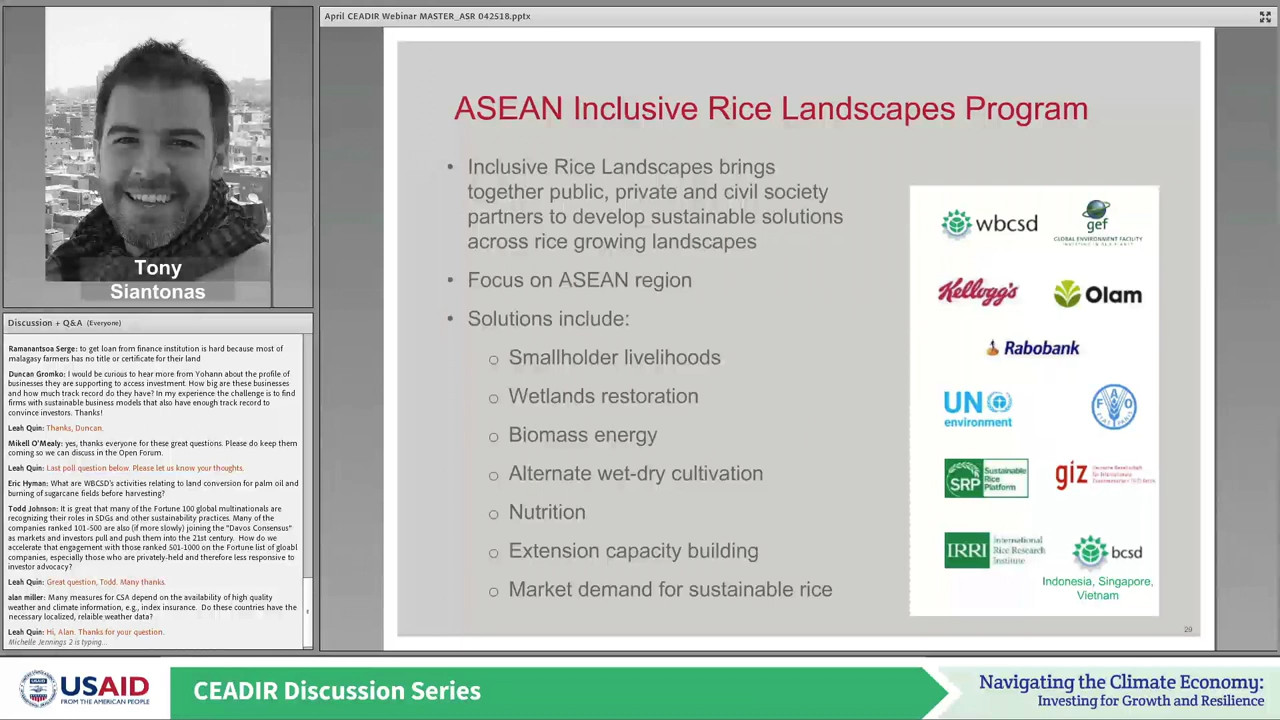 April CEADIR Webinar MASTER_ASR 042518.pptx
Tony
Siantonas
Discussion + Q&A (Everyone)
Ramanantsoa Serge: to get loan from finance institution is hard because most of
malagasy farmers has no title or certificate for their land
Duncan Gromko: I would be curious to hear more from Yohann about the profile of
businesses they are supporting to access investment. How big are these businesses
and how much track record do they have? In my experience the challenge is to find
firms with sustainable business models that also have enough track record to
convince investors. Thanks!
Leah Quin: Thanks, Duncan.
Mikell O'Mealy: yes, thanks everyone for these great questions. Please do keep them
coming so we can discuss in the Open Forum.
Leah Quin: Last poll question below. Please let us know your thoughts.
Eric Hyman: What are WBCSD's activities relating to land conversion for palm oil and
burning of sugarcane fields before harvesting?
Todd Johnson: It is great that many of the Fortune 100 global multinationals are
recognizing their roles in SDGs and other sustainability practices. Many of the
companies ranked 101-500 are also (if more slowly) joining the "Davos Consensus"
as markets and investors pull and push them into the 21st century. How do we
accelerate that engagement with those ranked 501-1000 on the Fortune list of gloabl
companies, especially those who are privately-held and therefore less responsive to
investor advocacy?
Leah Quin: Great question, Todd. Many thanks.
alan miller: Many measures for CSA depend on the availability of high quality
weather and climate information, e.g., index insurance. Do these countries have the
necessary localized, relaible weather data?
Leah Quin: Hi, Alan. Thanks for your question.
Michelle Jennings 2 is typing...
ASEAN Inclusive Rice Landscapes Program
• Inclusive Rice Landscapes brings
together public, private and civil society
partners to develop sustainable solutions
across rice growing landscapes
• Focus on ASEAN region
• Solutions include:
o Smallholder livelihoods
o Wetlands restoration
o Biomass energy
o Alternate wet-dry cultivation
o Nutrition
o Extension capacity building
o Market demand for sustainable rice
wbcsd
gef
GLOBAL ENVIRONMENT FACILITY
INVESTING IN OUR PLANET
Kellogg's
Olam
Rabobank
UN
environment
FAO
SRP Sustainable
Rice
Platform
giz
IRRI International
Rice Research
Institute
bcsd
Indonesia, Singapore,
Vietnam
29
USAID
FROM THE AMERICAN PEOPLE
CEADIR Discussion Series
Navigating the Climate Economy:
Investing for Growth and Resilience